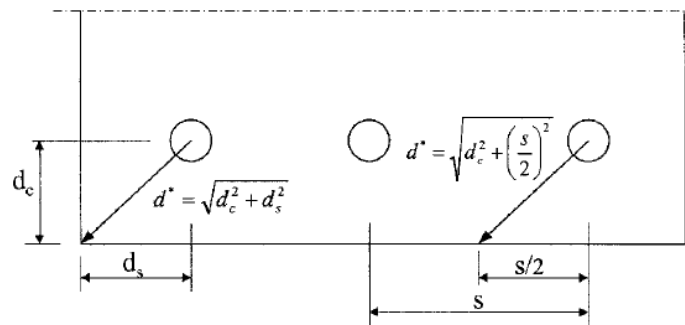 d* = √(d_c² + (s/2)²)
d_c
d* = √(d_c² + d_s²)
d_s
s/2
s